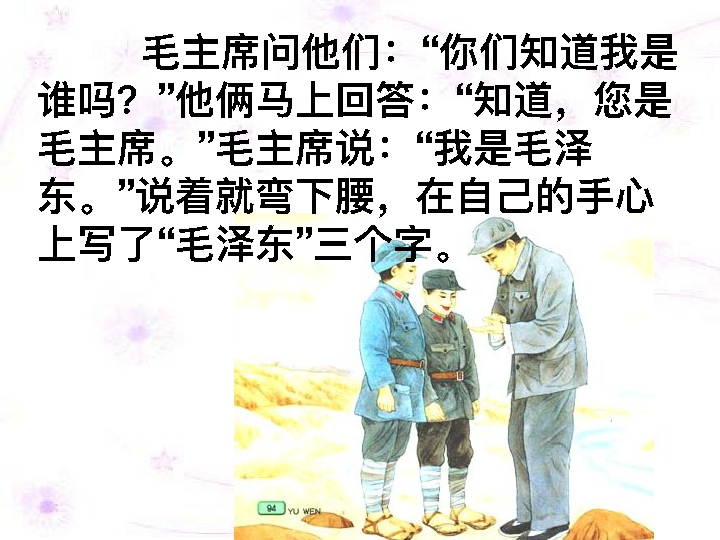 毛主席问他们：“你们知道我是
谁吗？”他俩马上回答：“知道，您是
毛主席。”毛主席说：“我是毛泽
东。”说着就弯下腰，在自己的手心
上写了“毛泽东”三个字。
94 YU WEN